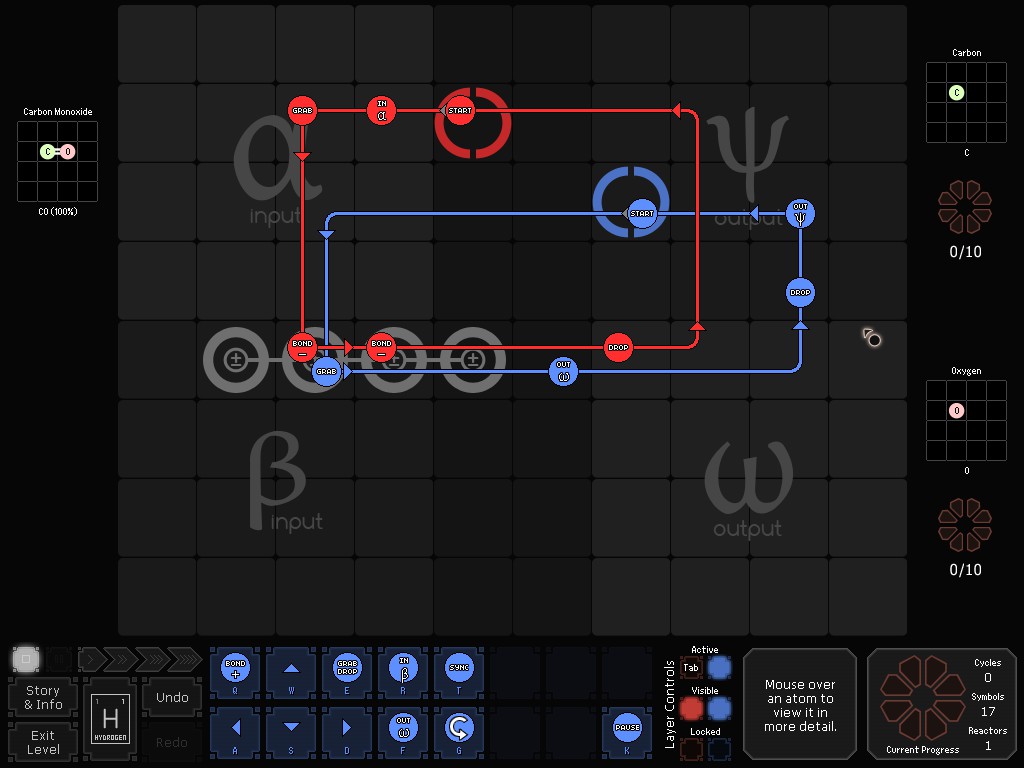 Carbon Monoxide
C=O
CO (100%)
α
input
β
input
ψ
output
ω
output
GRAB
IN
α
START
START
OUT
ψ
DROP
BOND
–
BOND
–
DROP
GRAB
OUT
ω
Carbon
C
C
0/10
Oxygen
O
O
0/10
Story
& Info
Exit
Level
1 1
H
HYDROGEN
Undo
Redo
BOND
+
Q
W
GRAB
DROP
E
IN
β
R
SYNC
T
A
S
D
OUT
ω
F
G
PAUSE
K
Layer Controls
Active
Tab
Visible
Locked
Mouse over
an atom to
view it in
more detail.
Current Progress
Cycles
0
Symbols
17
Reactors
1